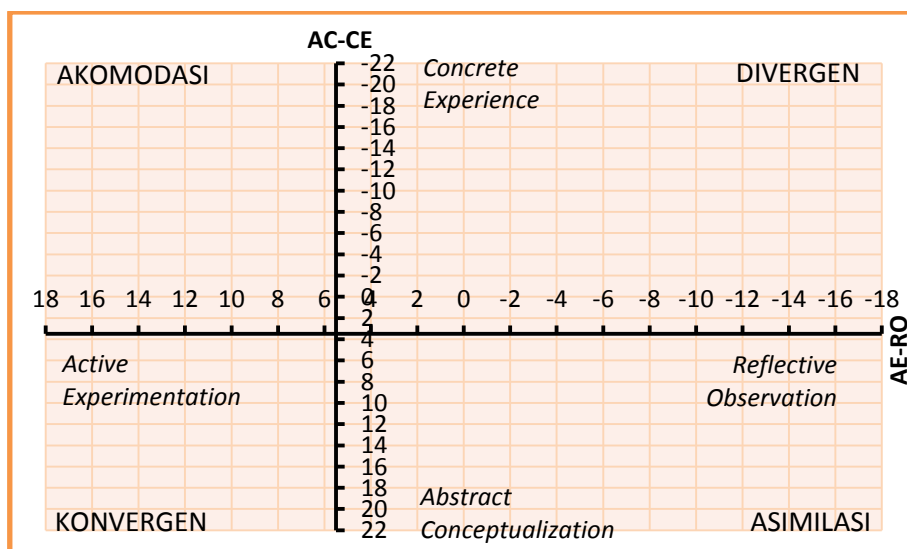 AC-CE
AKOMODASI
-22
Concrete
DIVERGEN
-20
Experience
-18
-16
-14
-12
-10
-8
-6
-4
-2
18 16 14 12 10 8 6 4 2 0 -2 -4 -6 -8 -10 -12 -14 -16 -18
0
2
AE-RO
4
Active
6
Reflective
8
Experimentation
10
Observation
12
14
16
18
Abstract
20
KONVERGEN
22
Conceptualization
ASIMILASI